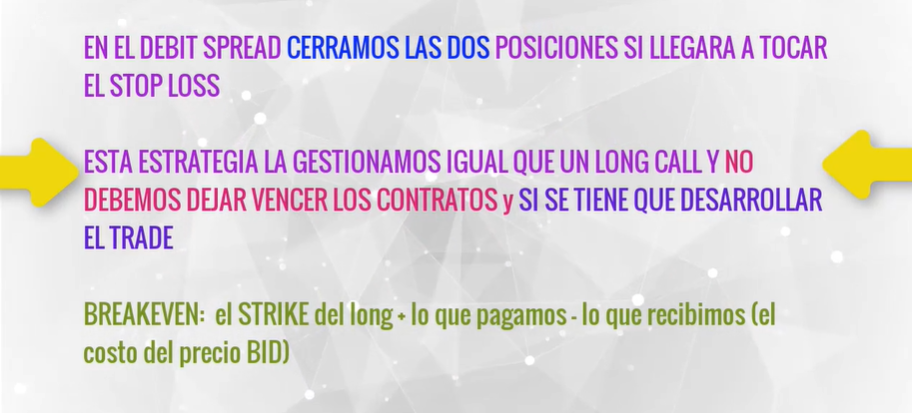 EN EL DEBIT SPREAD CERRAMOS LAS DOS POSICIONES SI LLEGARA A TOCAR
EL STOP LOSS
ESTA ESTRATEGIA LA GESTIONAMOS IGUAL QUE UN LONG CALL Y NO
DEBEMOS DEJAR VENCER LOS CONTRATOS y SI SE TIENE QUE DESARROLLAR
EL TRADE
BREAKEVEN: el STRIKE del long + lo que pagamos - lo que recibimos (el
costo del precio BID)